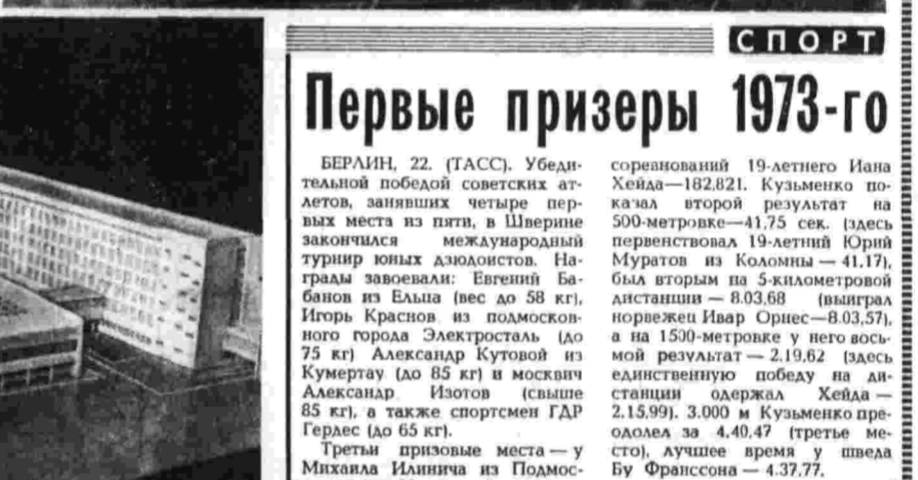 СПОРТ
Первые призеры 1973-го
БЕРЛИН, 22. (ТАСС). Убеди-
тельной победой советских ат-
летов, занявших четыре пер-
вых места из пяти, в Шверине
закончился международный
турнир юных дзюдоистов. На-
грады завоевали: Евгений Ба-
банов из Ельца (вес до 58 кг),
Игорь Краснов из подмосков-
ного города Электросталь (до
75 кг) Александр Кутовой из
Кумертау (до 85 кг) и москвич
Александр Изотов (свыше
85 кг), а также спортсмен ГДР
Гердес (до 65 кг).
Третьи призовые места — у
Михаила Илинича из Подмос-
соревнований 19-летнего Иана
Хейда—182,821. Кузьменко по-
казал второй результат на
500-метровке—41,75 сек. (здесь
первенствовал 19-летний Юрий
Муратов из Коломны — 41,17),
был вторым на 5-километровой
дистанции — 8.03,68 (выиграл
норвежец Ивар Орнес—8.03,57),
а на 1500-метровке у него вось-
мой результат — 2.19,62 (здесь
единственную победу на ди-
станции одержал Хейда —
2.15,99). 3.000 м Кузьменко пре-
одолел за 4.40,47 (третье ме-
сто), лучшее время у шведа
Бу Франссона — 4.37,77.